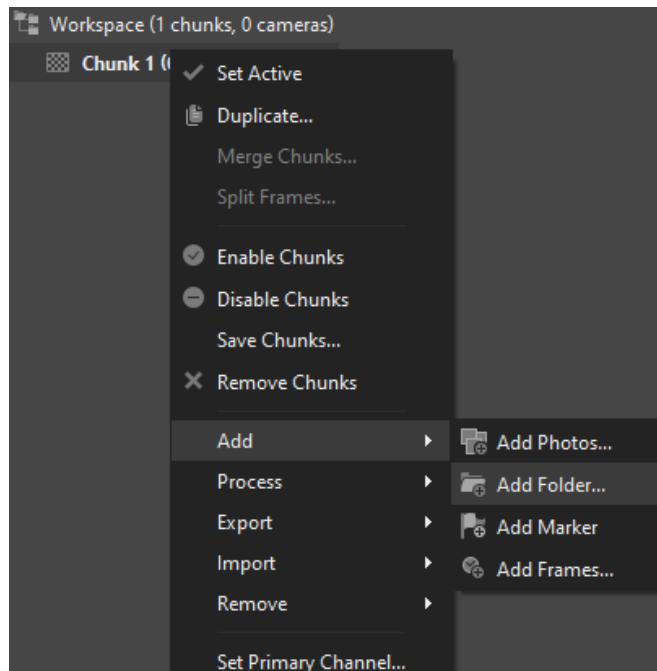 Workspace (1 chunks, 0 cameras)
Chunk 1 (
Set Active
Duplicate...
Merge Chunks...
Split Frames...
Enable Chunks
Disable Chunks
Save Chunks...
Remove Chunks
Add
Process
Export
Import
Remove
Set Primary Channel...
Add Photos...
Add Folder...
Add Marker
Add Frames...